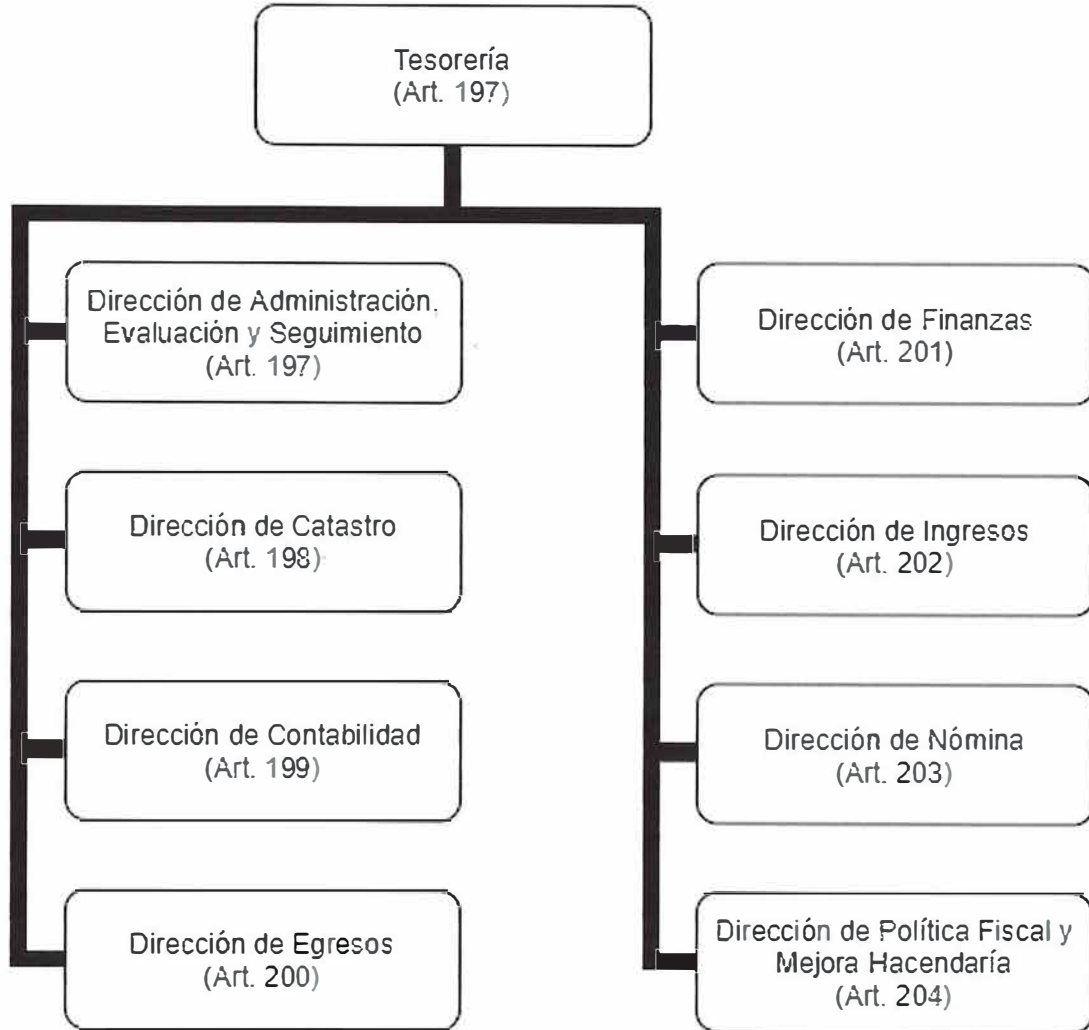 Tesorería
(Art. 197)
Dirección de Administración,
Evaluación y Seguimiento
(Art. 197)
Dirección de Catastro
(Art. 198)
Dirección de Contabilidad
(Art. 199)
Dirección de Egresos
(Art. 200)
Dirección de Finanzas
(Art. 201)
Dirección de Ingresos
(Art. 202)
Dirección de Nómina
(Art. 203)
Dirección de Política Fiscal y
Mejora Hacendaría
(Art. 204)